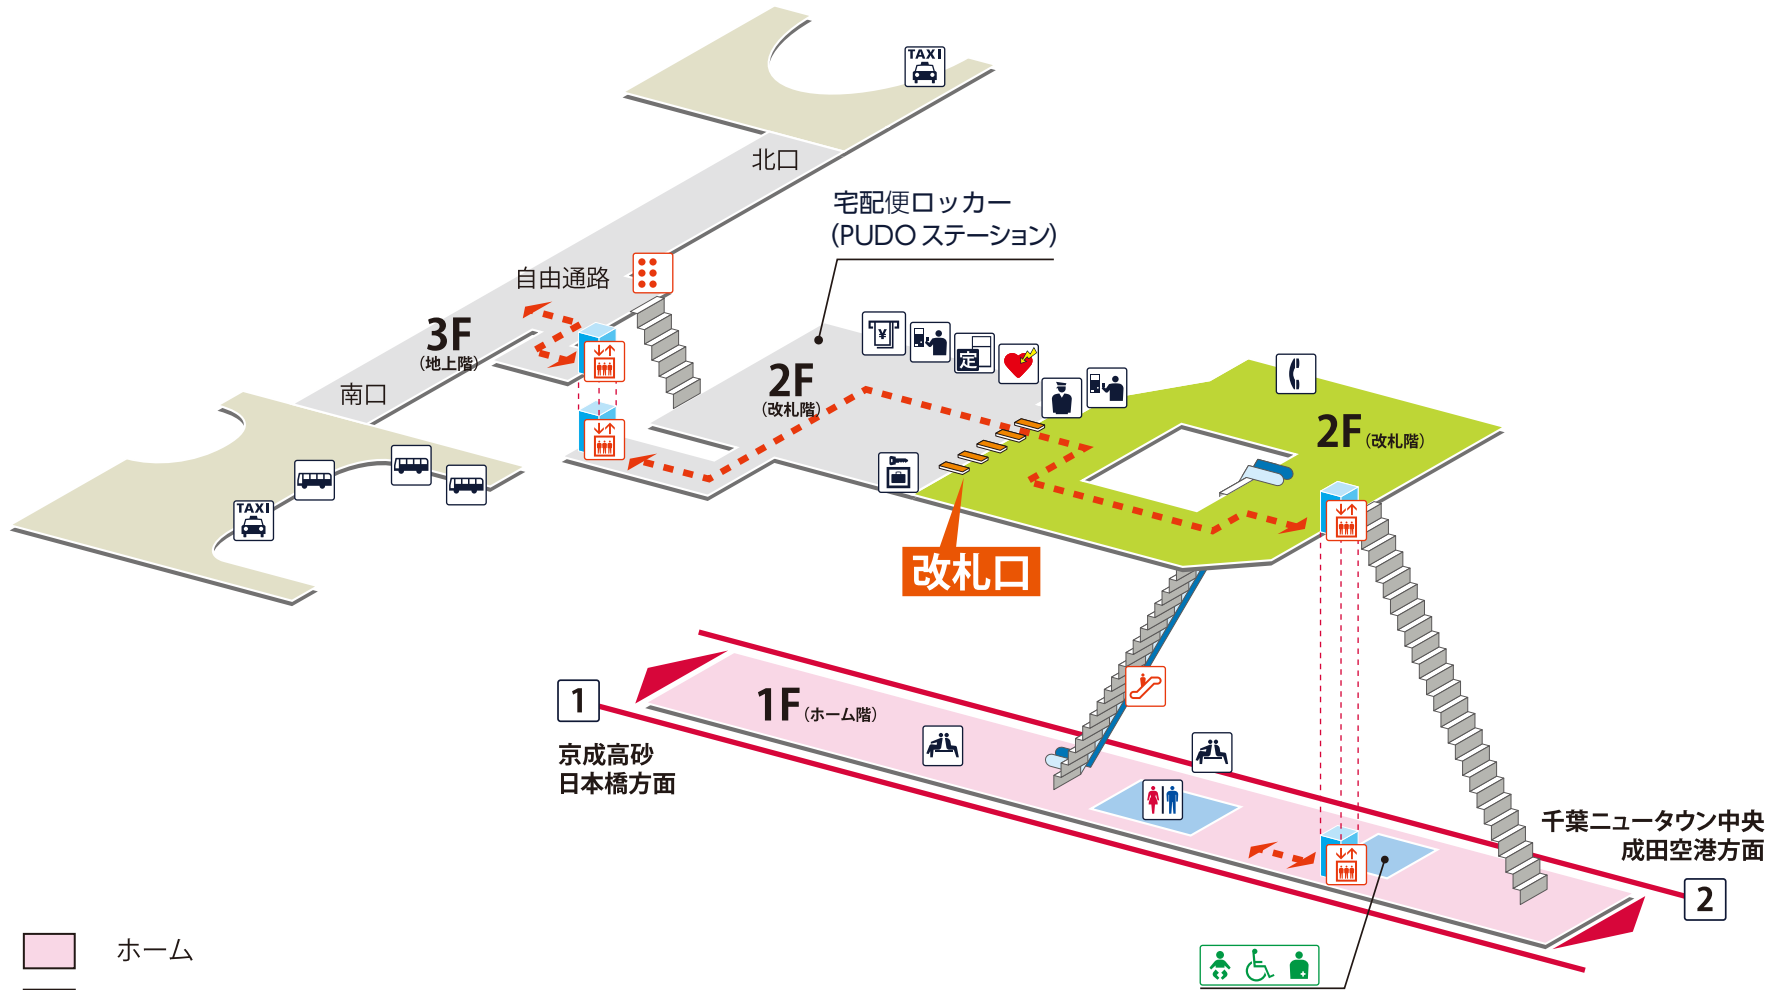 TAXI
北口
宅配便ロッカー
(PUDO ステーション)
自由通路
3F
(地上階)
南口
¥
定
2F
(改札階)
2F (改札階)
TAXI
改札口
1F (ホーム階)
1
京成高砂
日本橋方面
千葉ニュータウン中央
成田空港方面
2
ホーム